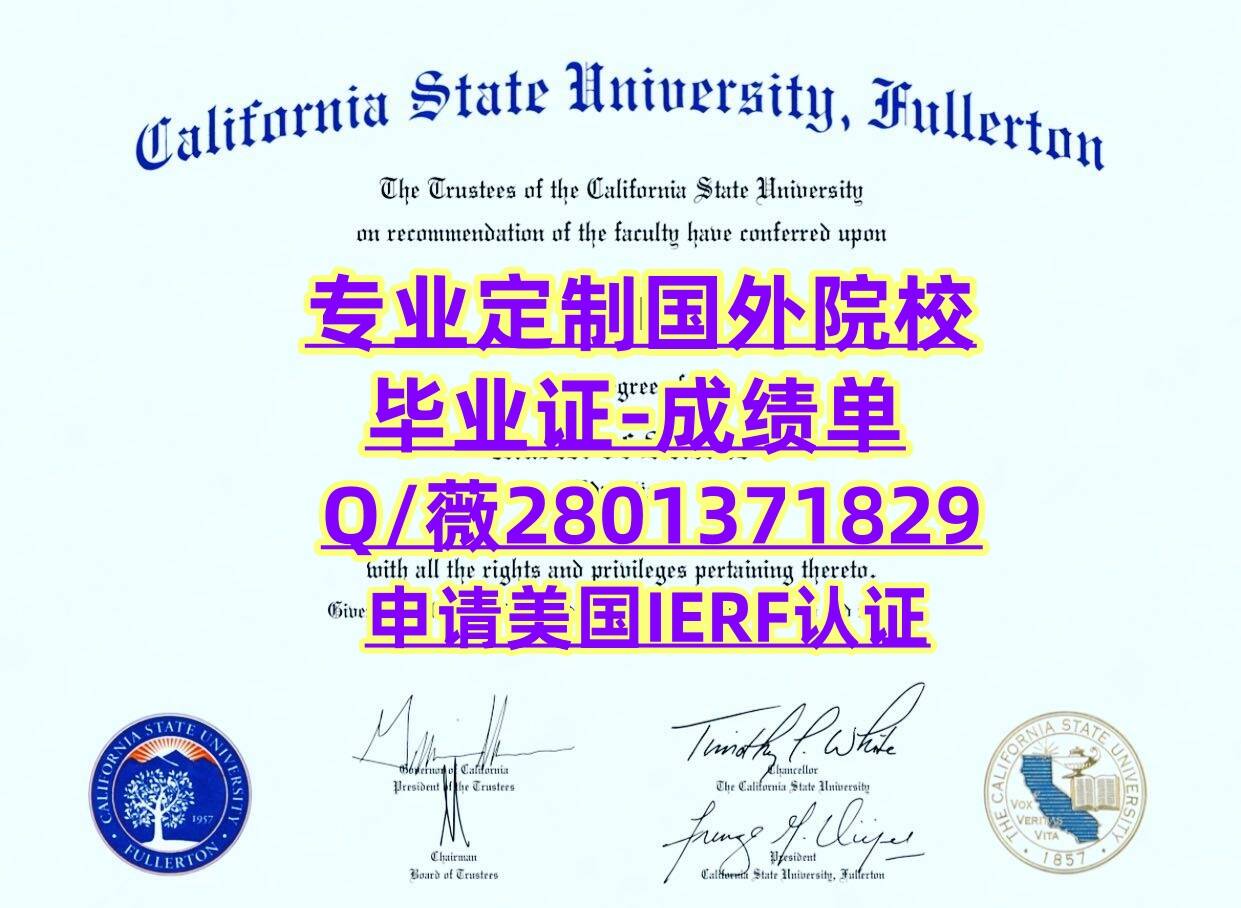 California State University, Fullerton
The Trustees of the California State University
on recommendation of the faculty have conferred upon
专业定制国外院校
毕业证-成绩单
Q/薇2801371829
with all the rights and privileges pertaining thereto.
申请美国IERF认证
CALIFORNIA STATE UNIVERSITY
1957
FULLERTON
Governor of California
President of the Trustees
Chairman
Board of Trustees
Timothy P. White
Chancellor
The California State University
President
California State University, Fullerton
THE CALIFORNIA STATE UNIVERSITY
VOX
VERITAS
VITA
1857